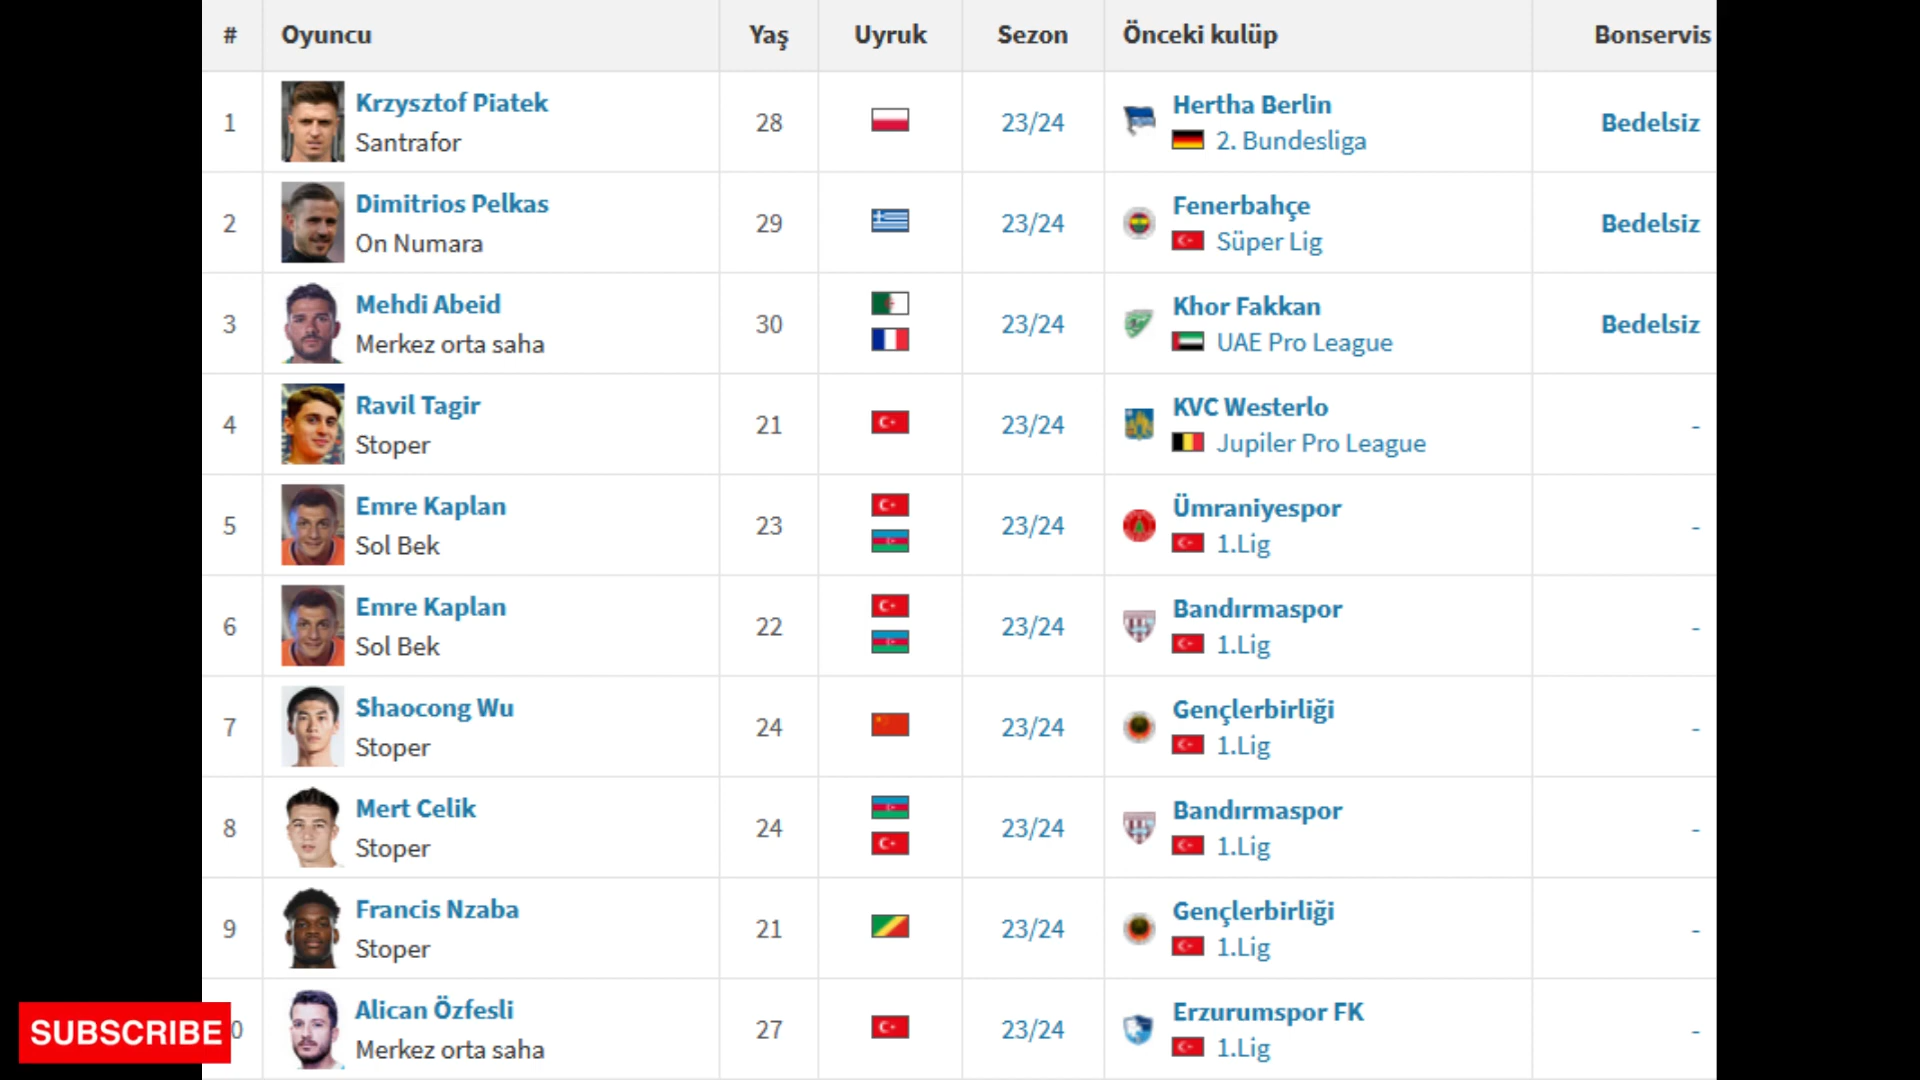 # Oyuncu Yaş Uyruk Sezon Önceki kulüp Bonservis
1 Krzysztof Piatek 28 23/24 Hertha Berlin Bedelsiz
Santrafor 2. Bundesliga
2 Dimitrios Pelkas 29 23/24 Fenerbahçe Bedelsiz
On Numara Süper Lig
3 Mehdi Abeid 30 23/24 Khor Fakkan Bedelsiz
Merkez orta saha UAE Pro League
4 Ravil Tagir 21 23/24 KVC Westerlo -
Stoper Jupiler Pro League
5 Emre Kaplan 23 23/24 Ümraniyespor -
Sol Bek 1.Lig
6 Emre Kaplan 22 23/24 Bandırmaspor -
Sol Bek 1.Lig
7 Shaocong Wu 24 23/24 Gençlerbirliği -
Stoper 1.Lig
8 Mert Celik 24 23/24 Bandırmaspor -
Stoper 1.Lig
9 Francis Nzaba 21 23/24 Gençlerbirliği -
Stoper 1.Lig
0 Alican Özfesli 27 23/24 Erzurumspor FK -
Merkez orta saha 1.Lig
SUBSCRIBE